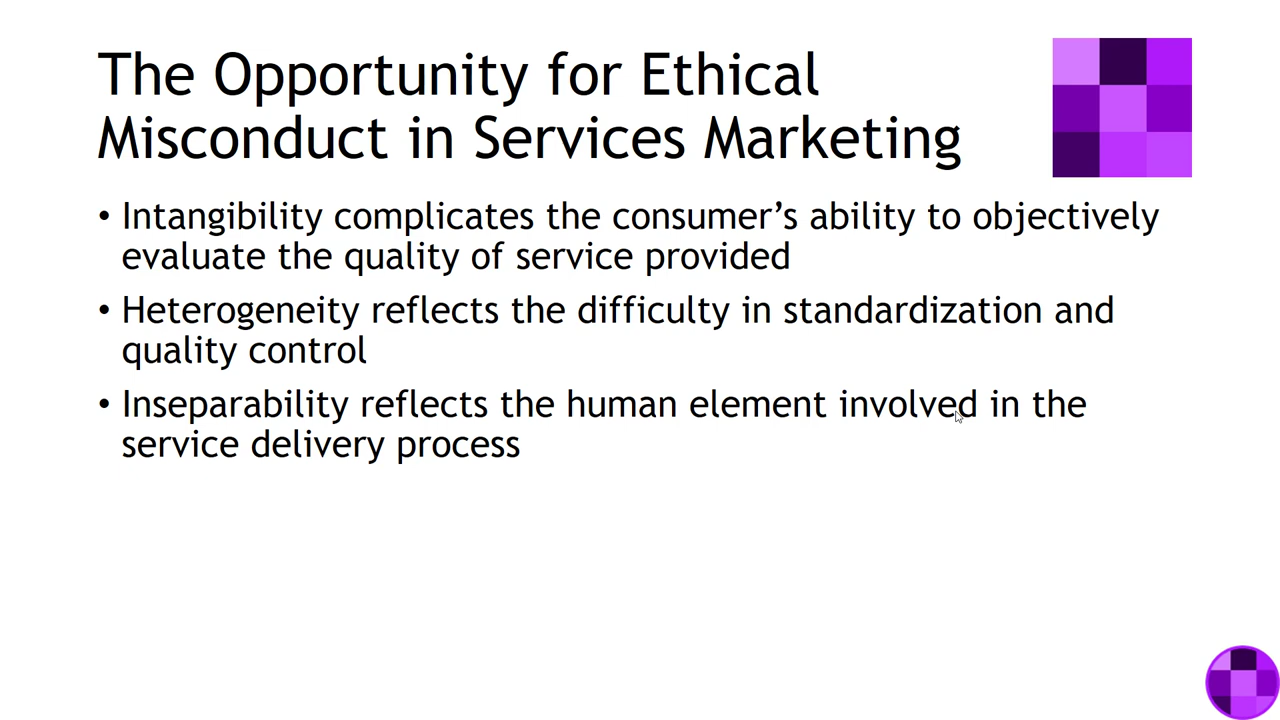 The Opportunity for Ethical
Misconduct in Services Marketing
• Intangibility complicates the consumer’s ability to objectively
evaluate the quality of service provided
• Heterogeneity reflects the difficulty in standardization and
quality control
• Inseparability reflects the human element involved in the
service delivery process